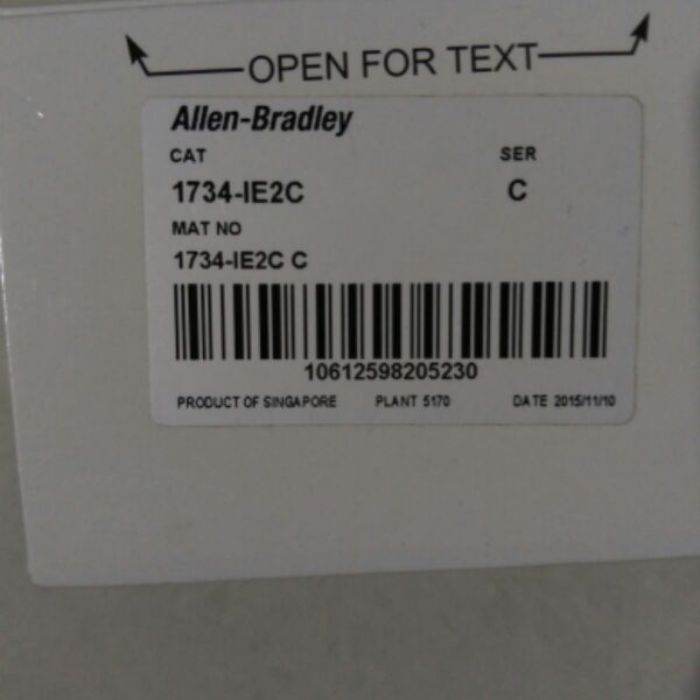 OPEN FOR TEXT
Allen-Bradley
CAT SER
1734-IE2C C
MAT NO
1734-IE2C C
10612598205230
PRODUCT OF SINGAPORE PLANT 5170 DATE 2015/11/10